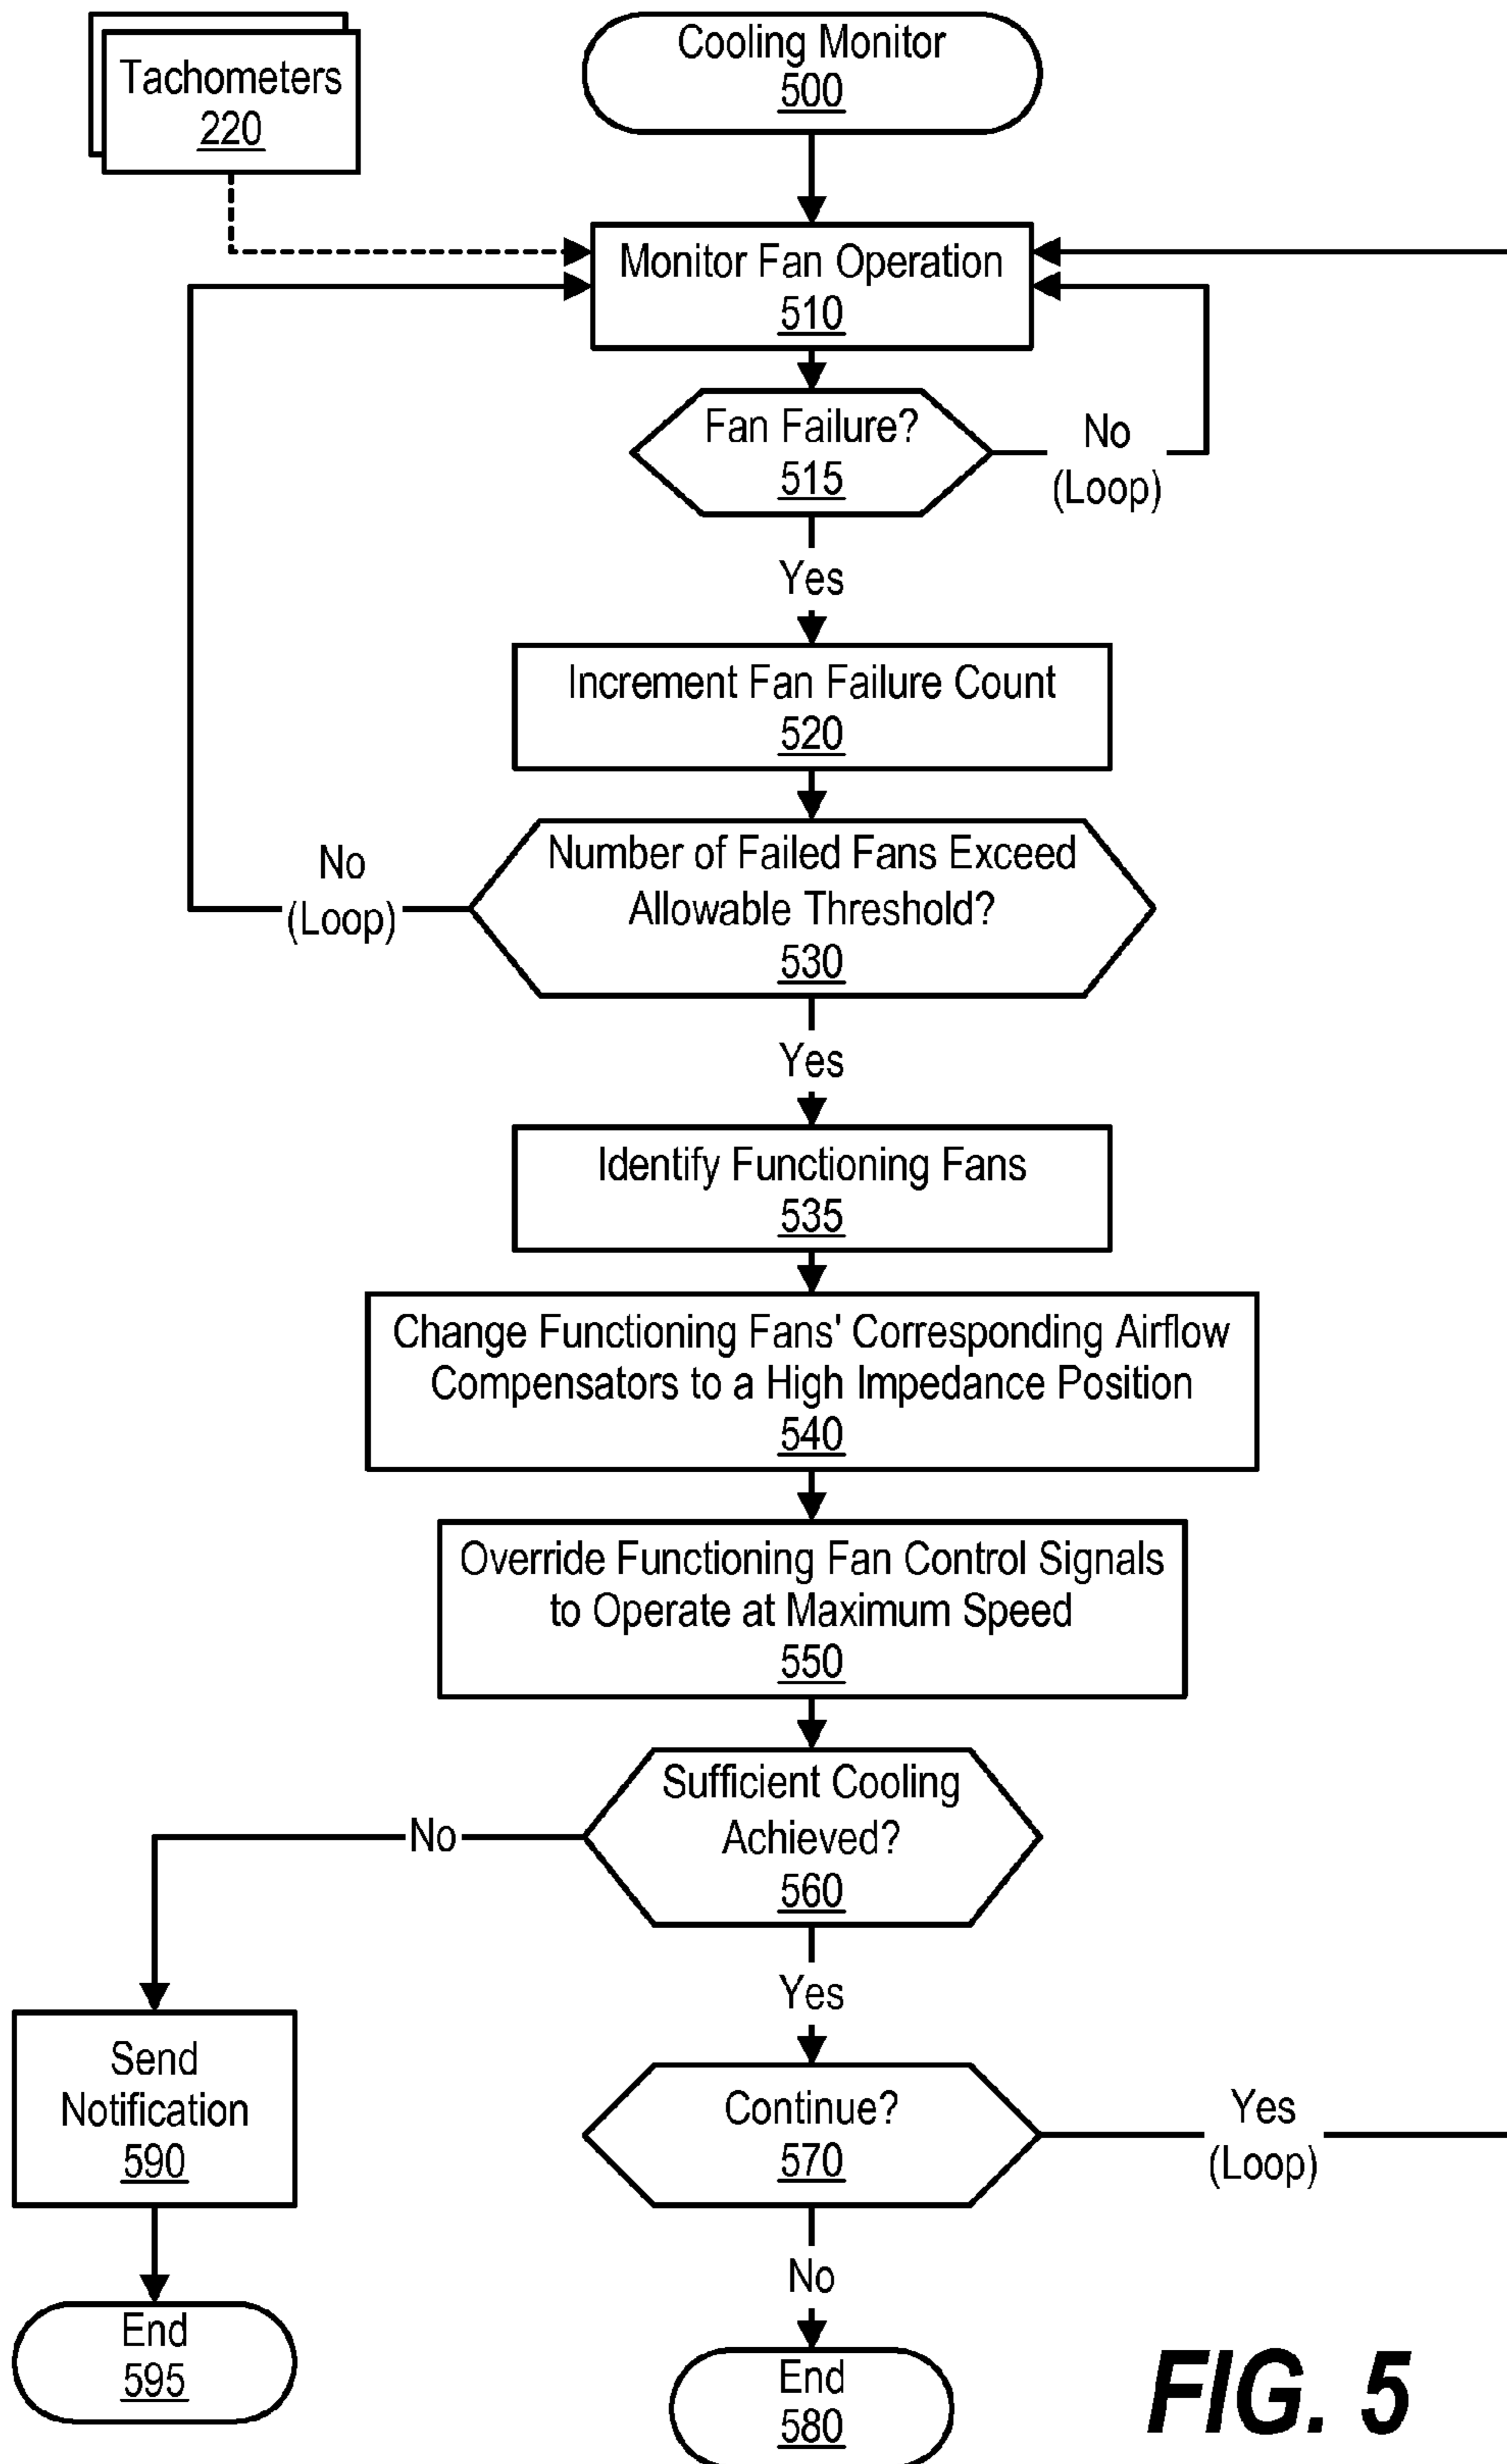 Tachometers
220
Cooling Monitor
500
Monitor Fan Operation
510
Fan Failure?
515
No
(Loop)
Yes
Increment Fan Failure Count
520
Number of Failed Fans Exceed
Allowable Threshold?
530
No
(Loop)
Yes
Identify Functioning Fans
535
Change Functioning Fans' Corresponding Airflow
Compensators to a High Impedance Position
540
Override Functioning Fan Control Signals
to Operate at Maximum Speed
550
Sufficient Cooling
Achieved?
560
No
Yes
Send
Notification
590
Continue?
570
Yes
(Loop)
No
End
595
End
580
FIG. 5